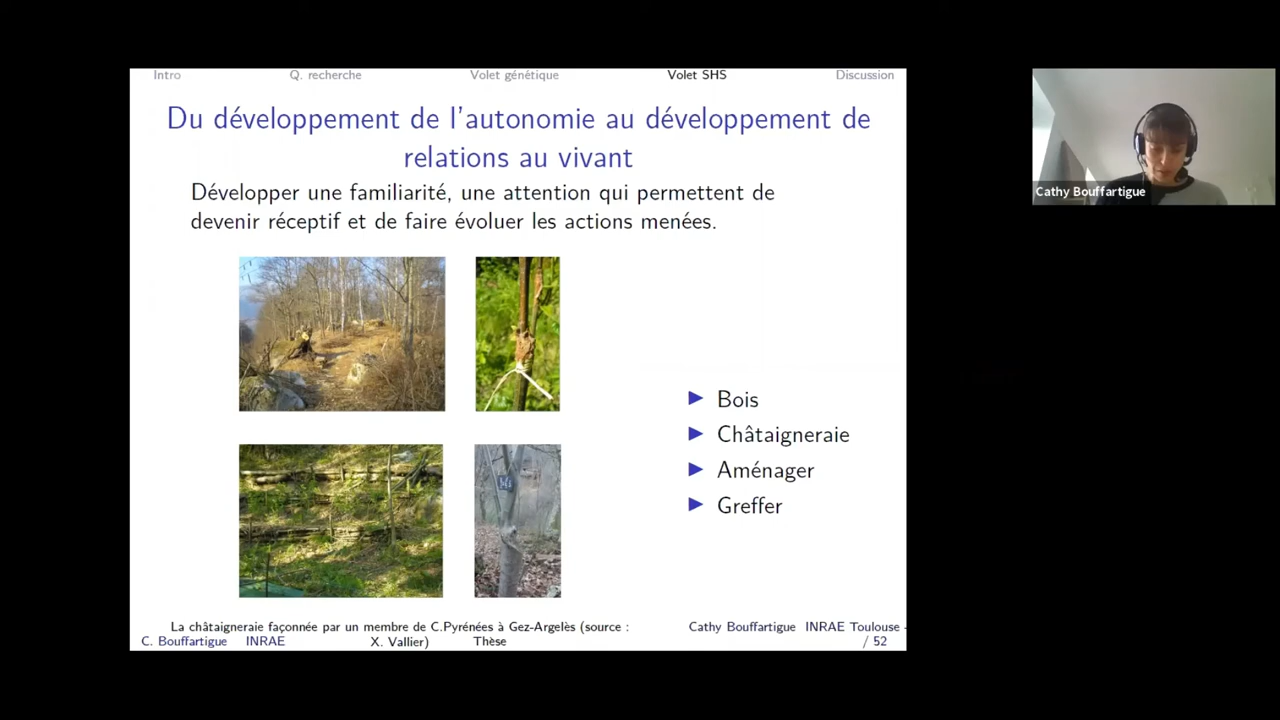 Intro Q. recherche Volet génétique Volet SHS Discussion
Du développement de l'autonomie au développement de
relations au vivant
Développer une familiarité, une attention qui permettent de
devenir réceptif et de faire évoluer les actions menées.
▶ Bois
▶ Châtaigneraie
▶ Aménager
▶ Greffer
La châtaigneraie façonnée par un membre de C.Pyrénées à Gez-Argelès (source :
X. Vallier)
Cathy Bouffartigue INRAE Toulouse -
C. Bouffartigue INRAE Thèse / 52
Cathy Bouffartigue